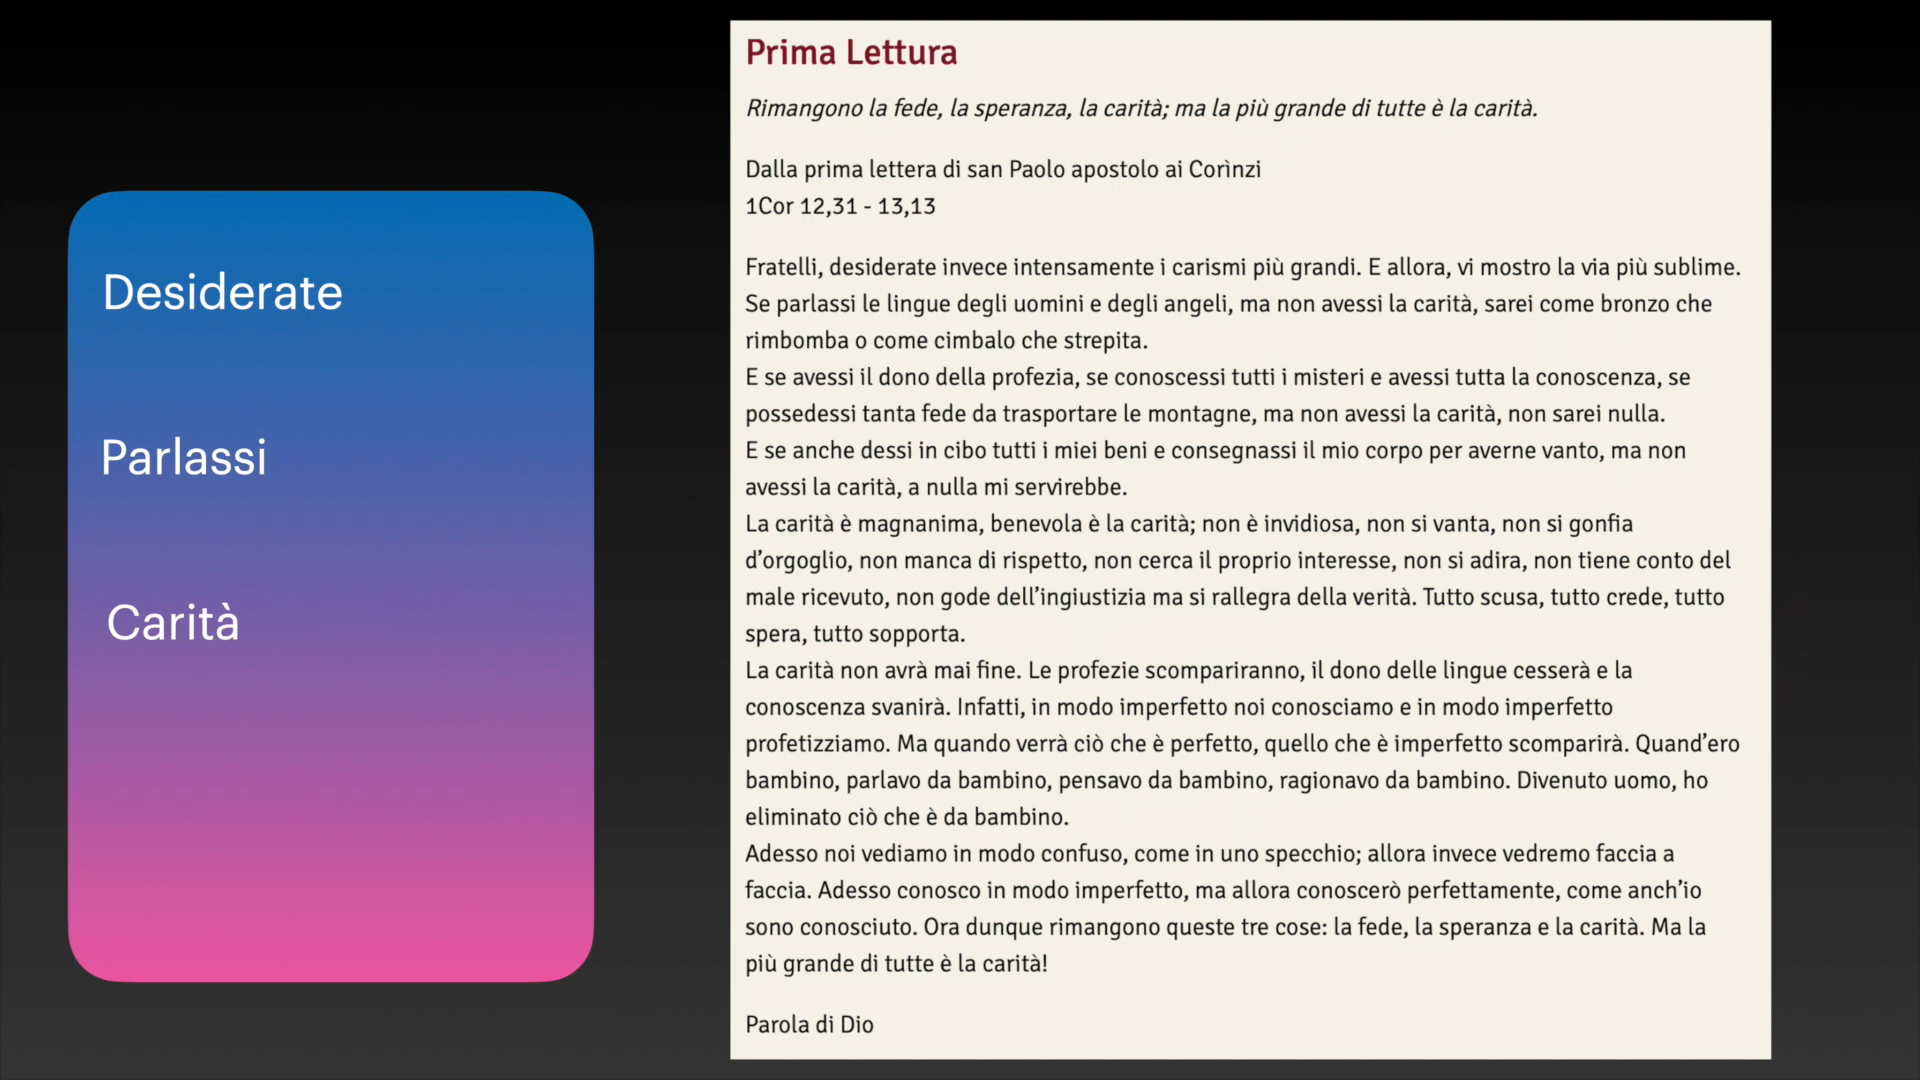 Desiderate
Parlassi
Carità
Prima Lettura
Rimangono la fede, la speranza, la carità; ma la più grande di tutte è la carità.
Dalla prima lettera di san Paolo apostolo ai Corìnzi
1Cor 12,31 - 13,13
Fratelli, desiderate invece intensamente i carismi più grandi. E allora, vi mostro la via più sublime.
Se parlassi le lingue degli uomini e degli angeli, ma non avessi la carità, sarei come bronzo che
rimbomba o come cimbalo che strepita.
E se avessi il dono della profezia, se conoscessi tutti i misteri e avessi tutta la conoscenza, se
possedessi tanta fede da trasportare le montagne, ma non avessi la carità, non sarei nulla.
E se anche dessi in cibo tutti i miei beni e consegnassi il mio corpo per averne vanto, ma non
avessi la carità, a nulla mi servirebbe.
La carità è magnanima, benevola è la carità; non è invidiosa, non si vanta, non si gonfia
d’orgoglio, non manca di rispetto, non cerca il proprio interesse, non si adira, non tiene conto del
male ricevuto, non gode dell’ingiustizia ma si rallegra della verità. Tutto scusa, tutto crede, tutto
spera, tutto sopporta.
La carità non avrà mai fine. Le profezie scompariranno, il dono delle lingue cesserà e la
conoscenza svanirà. Infatti, in modo imperfetto noi conosciamo e in modo imperfetto
profetizziamo. Ma quando verrà ciò che è perfetto, quello che è imperfetto scomparirà. Quand’ero
bambino, parlavo da bambino, pensavo da bambino, ragionavo da bambino. Divenuto uomo, ho
eliminato ciò che è da bambino.
Adesso noi vediamo in modo confuso, come in uno specchio; allora invece vedremo faccia a
faccia. Adesso conosco in modo imperfetto, ma allora conoscerò perfettamente, come anch’io
sono conosciuto. Ora dunque rimangono queste tre cose: la fede, la speranza e la carità. Ma la
più grande di tutte è la carità!
Parola di Dio